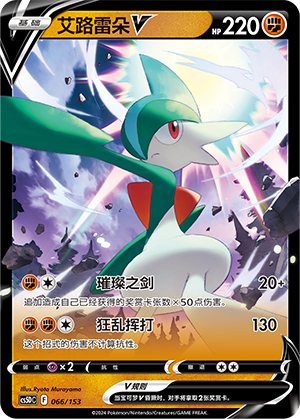 基础
艾路雷朵V
HP 220
璀璨之剑 20+
追加造成自己已经获得的奖赏卡张数×50点伤害。
狂乱挥打 130
这个招式的伤害不计算抗性。
弱点 ×2 抗性 撤退
Illus.Ryota Murayama
CS5DC F 066/153
V规则
当宝可梦V昏厥时，对手将拿取2张奖赏卡。
©2024 Pokémon/Nintendo/Creatures/GAME FREAK